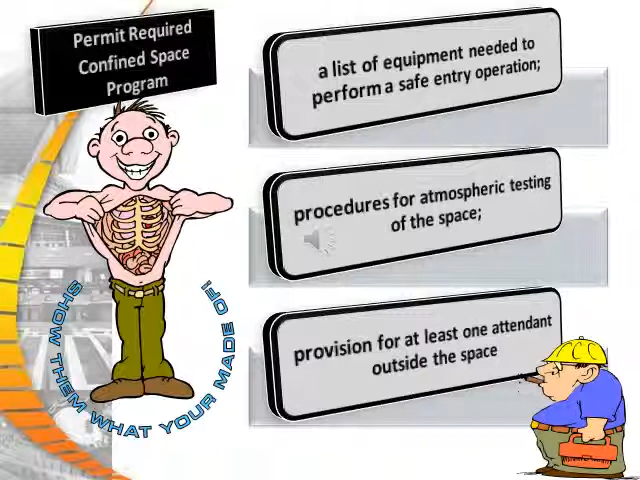 Permit Required
Confined Space
Program
a list of equipment needed to
perform a safe entry operation;
procedures for atmospheric testing
of the space;
provision for at least one attendant
outside the space
SHOW THEM WHAT YOUR MADE OF!